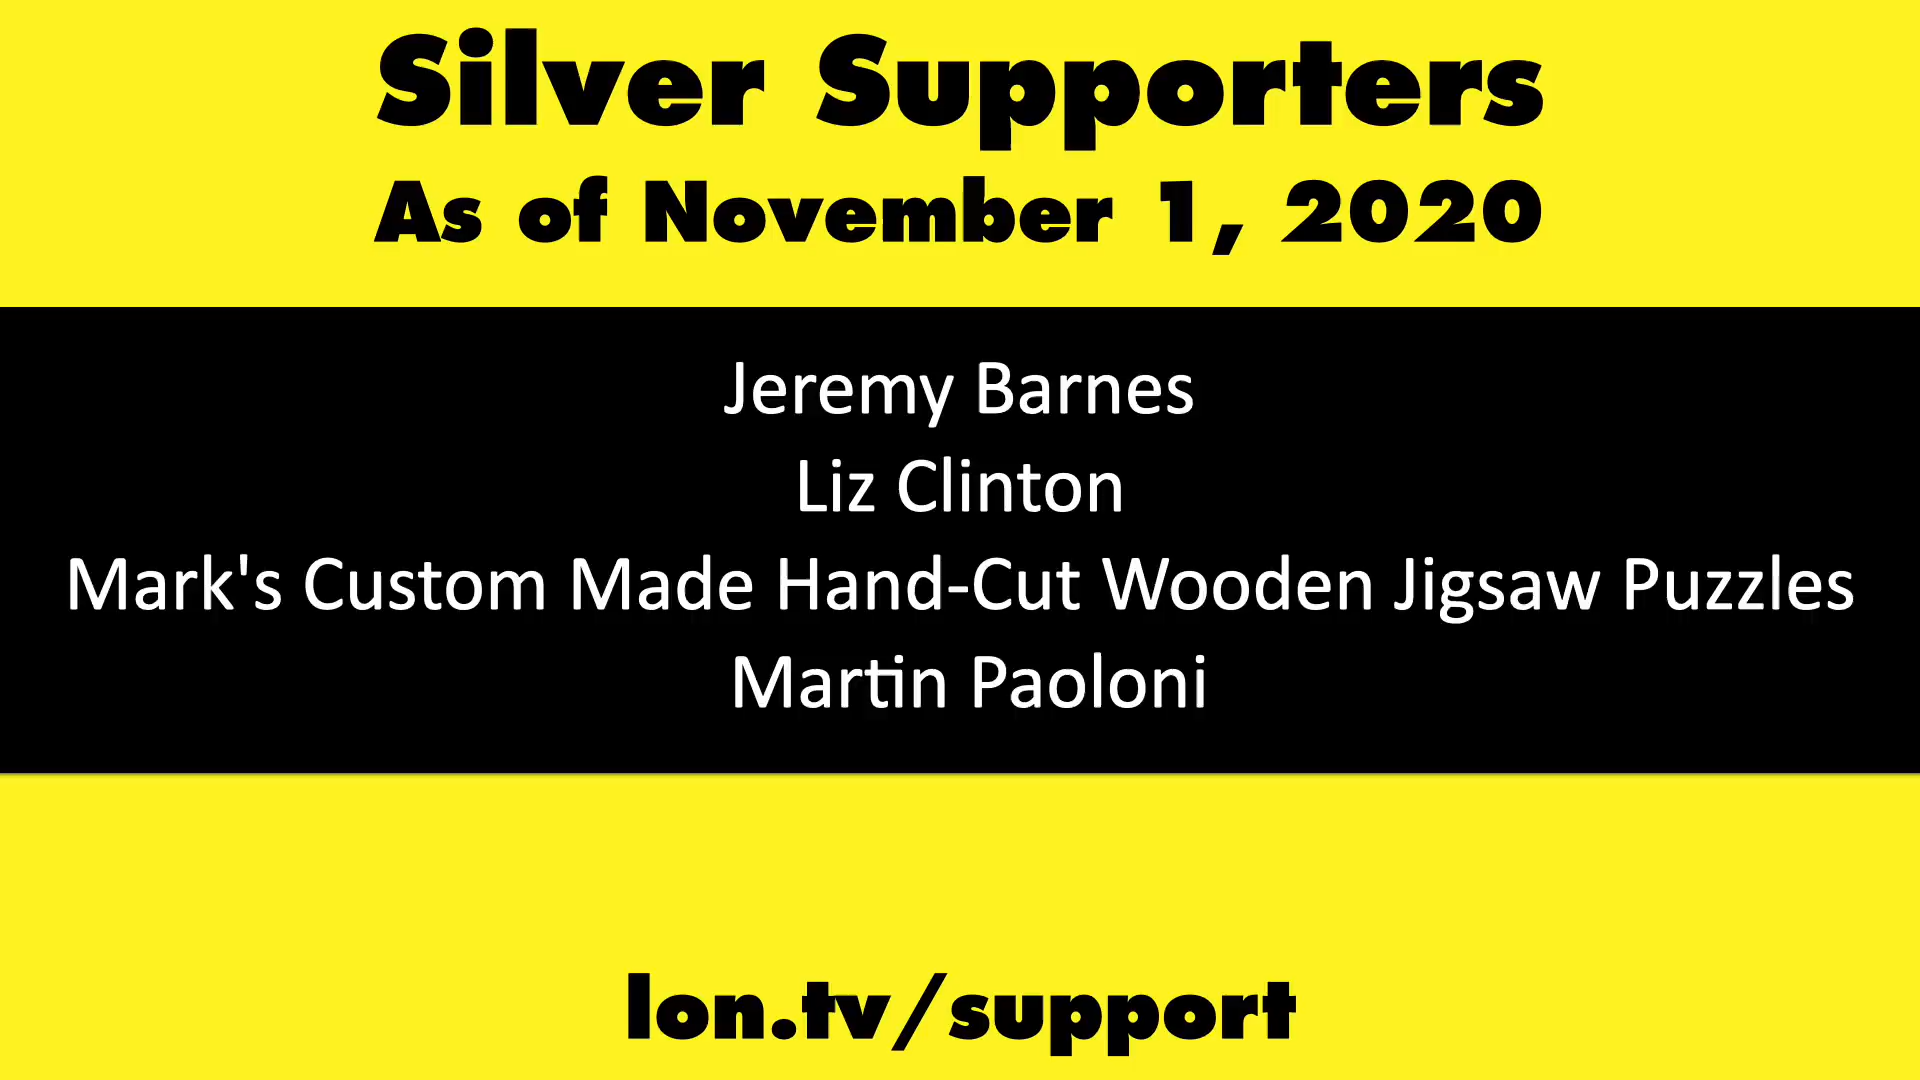 Silver Supporters
As of November 1, 2020
Jeremy Barnes
Liz Clinton
Mark's Custom Made Hand-Cut Wooden Jigsaw Puzzles
Martin Paoloni
lon.tv/support